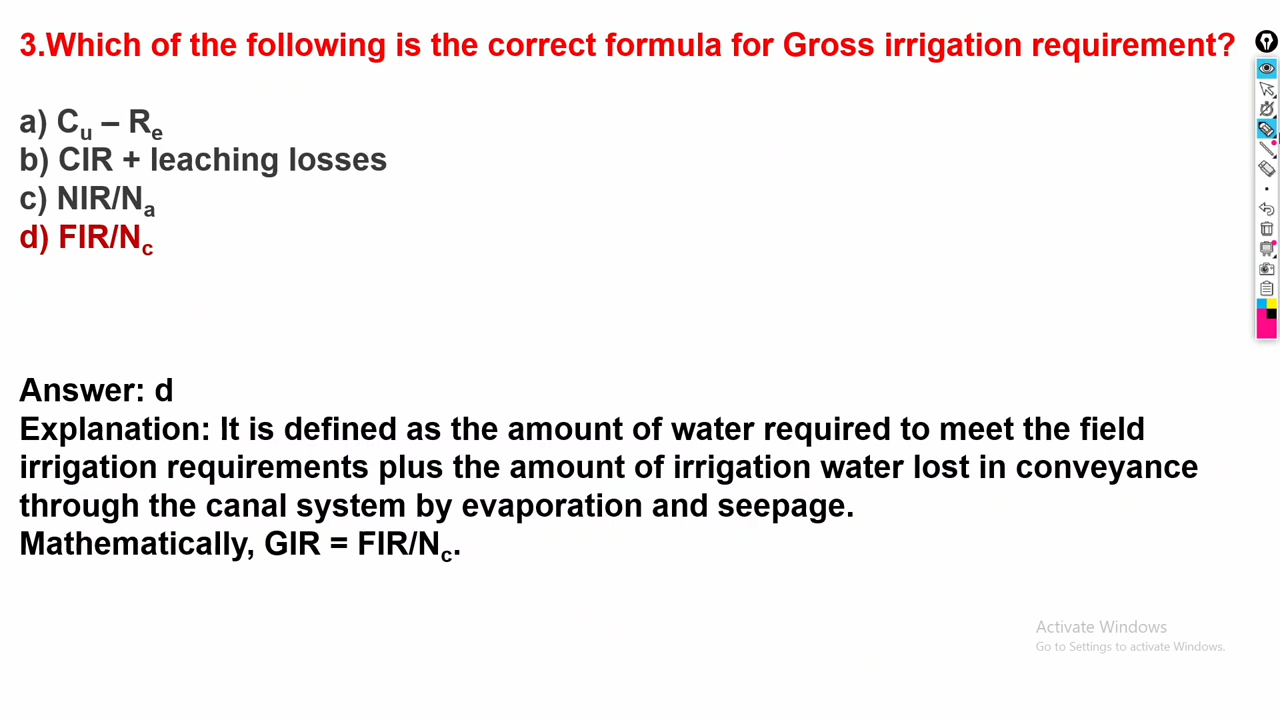 3.Which of the following is the correct formula for Gross irrigation requirement?
a) Cu – Re
b) CIR + leaching losses
c) NIR/Na
d) FIR/Nc
Answer: d
Explanation: It is defined as the amount of water required to meet the field
irrigation requirements plus the amount of irrigation water lost in conveyance
through the canal system by evaporation and seepage.
Mathematically, GIR = FIR/Nc.
Activate Windows
Go to Settings to activate Windows.